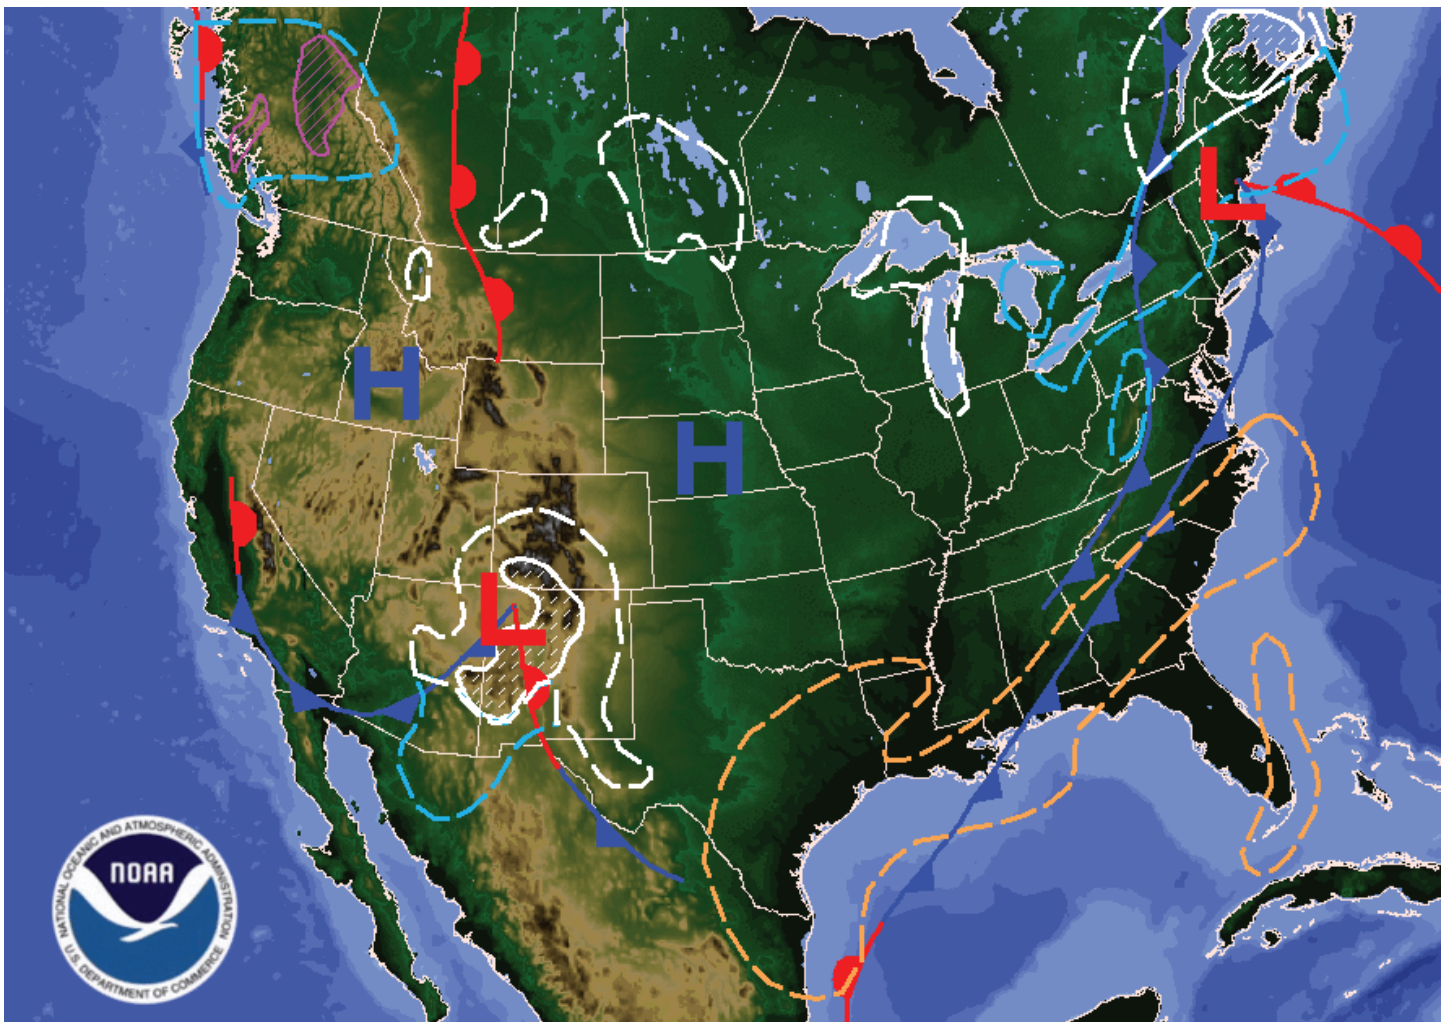 L
H
H
L
NATIONAL OCEANIC AND ATMOSPHERIC ADMINISTRATION
NOAA
U.S. DEPARTMENT OF COMMERCE